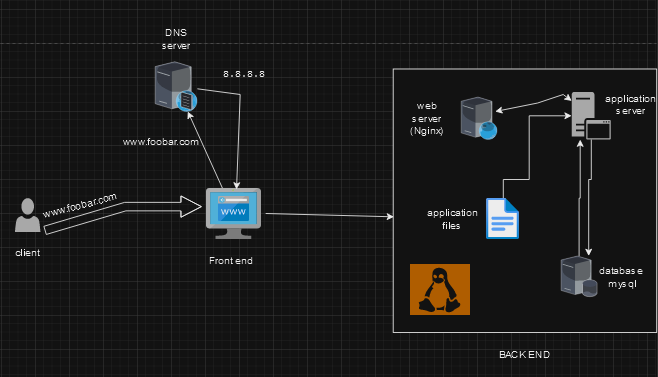 DNS
server
8.8.8.8
www.foobar.com
www.foobar.com
client
www
Front end
web
server
(Nginx)
application
server
application
files
database
mysql
BACK END